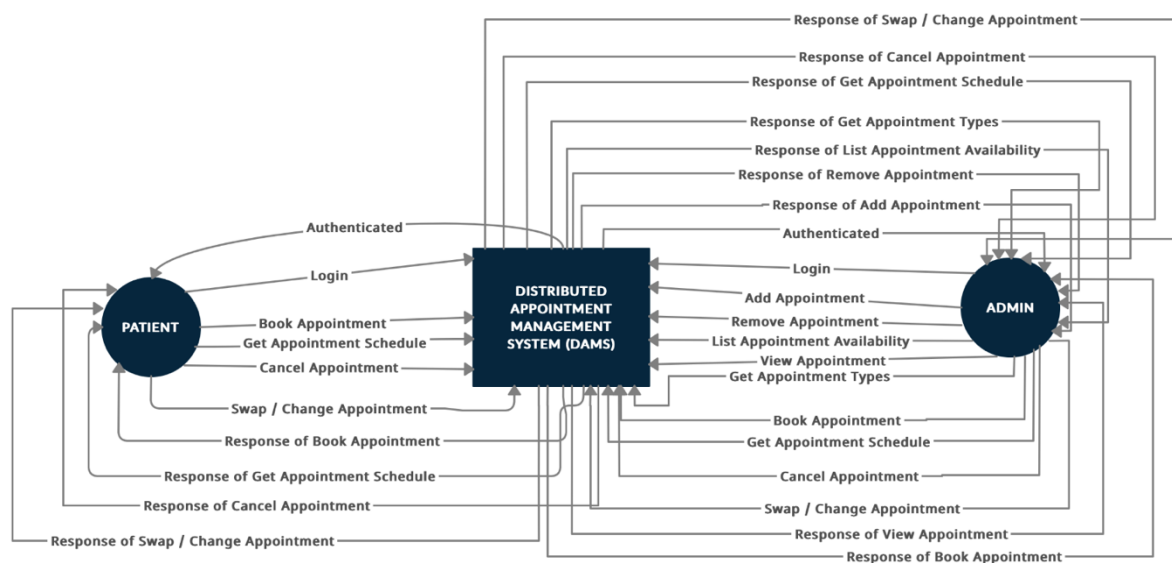 Response of Swap / Change Appointment
Response of Cancel Appointment
Response of Get Appointment Schedule
Response of Get Appointment Types
Response of List Appointment Availability
Response of Remove Appointment
Response of Add Appointment
Authenticated
Authenticated
Login
Login
DISTRIBUTED
APPOINTMENT
MANAGEMENT
SYSTEM (DAMS)
PATIENT
ADMIN
Book Appointment
Get Appointment Schedule
Cancel Appointment
Swap / Change Appointment
Response of Book Appointment
Response of Get Appointment Schedule
Response of Cancel Appointment
Response of Swap / Change Appointment
Add Appointment
Remove Appointment
List Appointment Availability
View Appointment
Get Appointment Types
Book Appointment
Get Appointment Schedule
Cancel Appointment
Swap / Change Appointment
Response of View Appointment
Response of Book Appointment